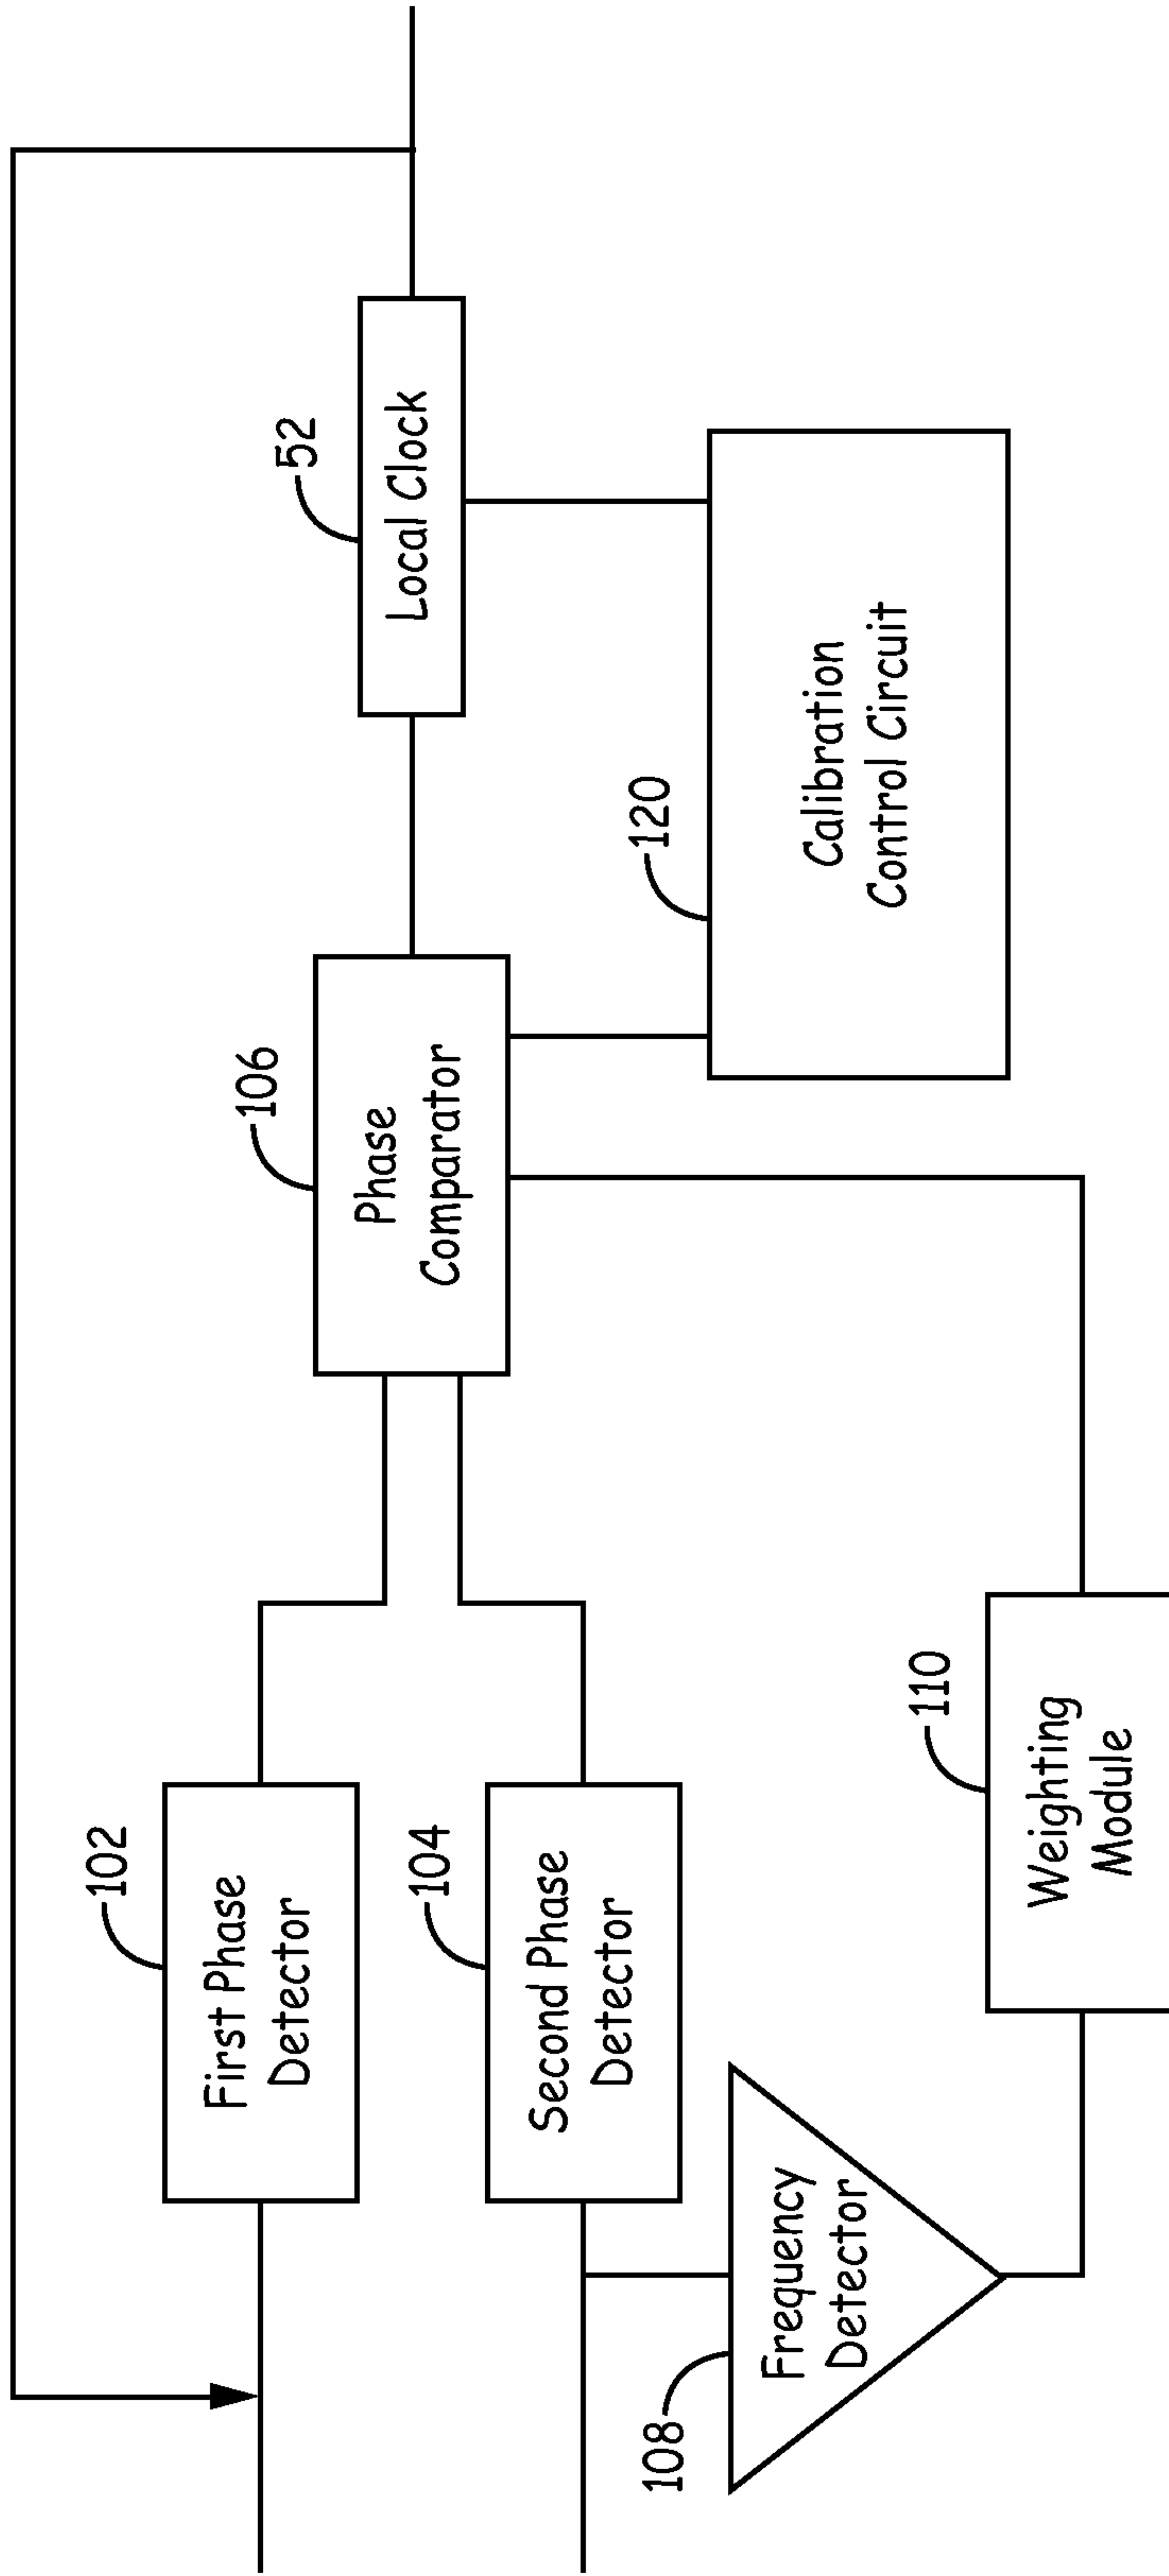 102
First Phase
Detector
104
Second Phase
Detector
106
Phase
Comparator
52
Local Clock
108
Frequency
Detector
110
Weighting
Module
120
Calibration
Control Circuit